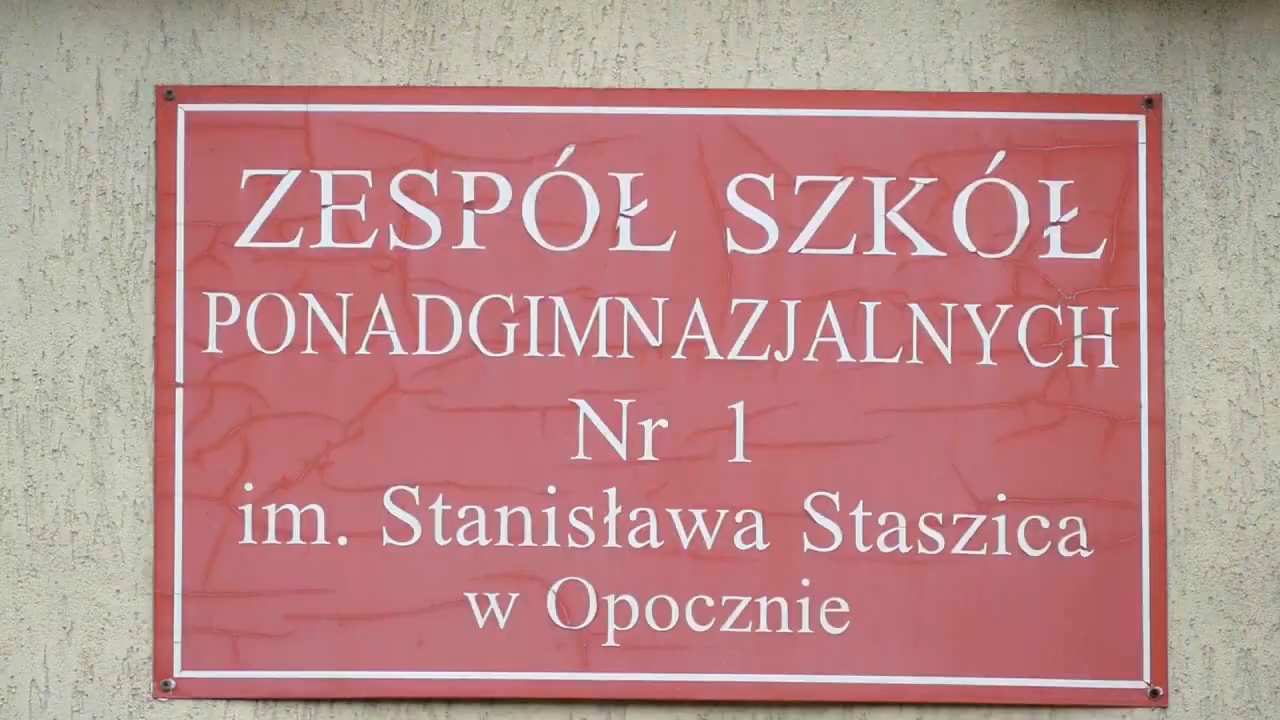 ZESPÓŁ SZKÓŁ
PONADGIMNAZJALNYCH
Nr 1
im. Stanisława Staszica
w Opocznie